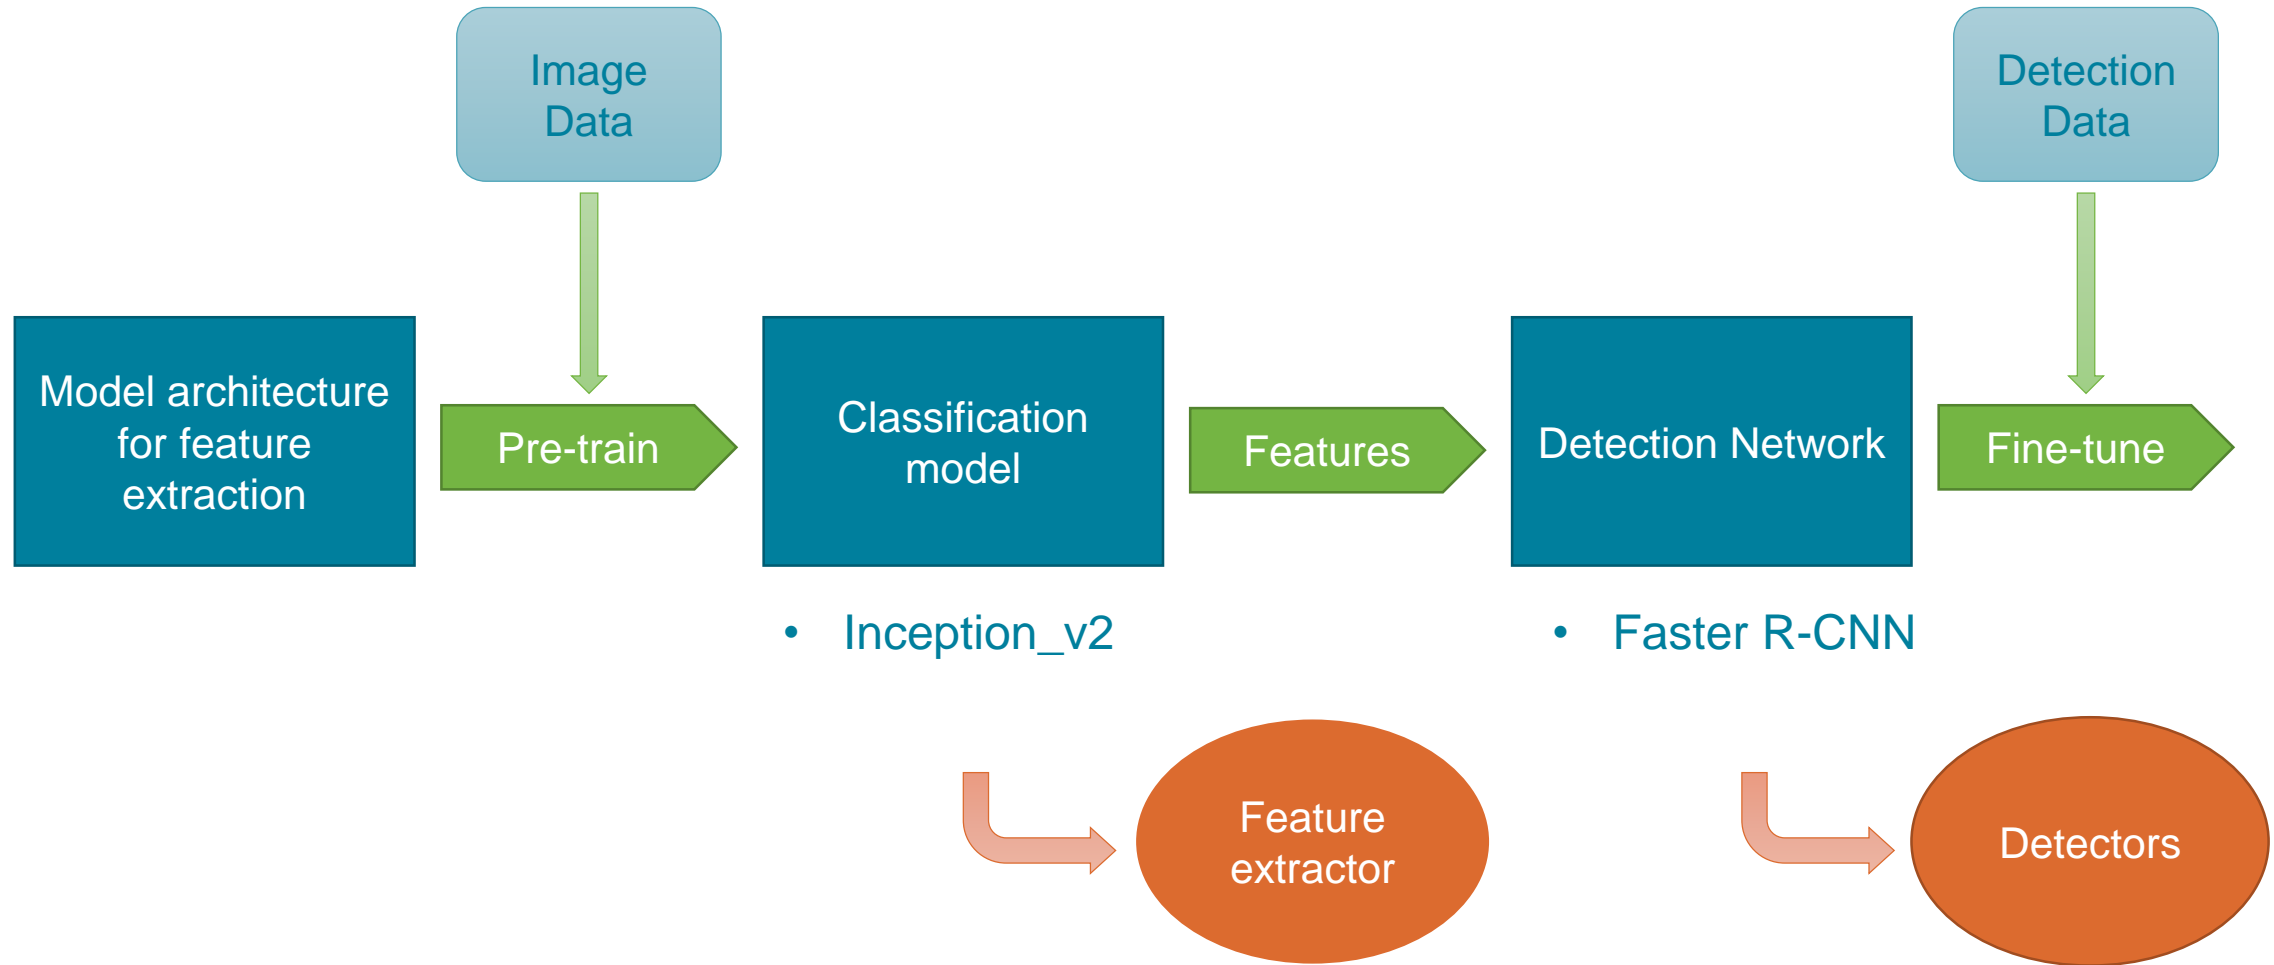 Image
Data
Detection
Data
Model architecture
for feature
extraction
Pre-train
Classification
model
Features
Detection Network
Fine-tune
• Inception_v2
• Faster R-CNN
Feature
extractor
Detectors